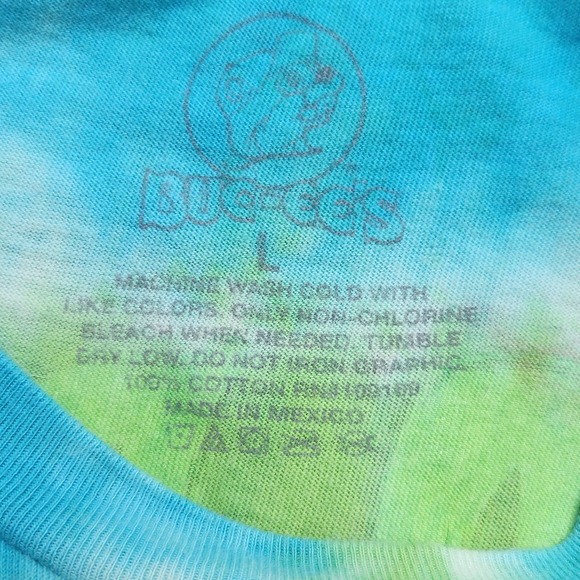 BUC-EE'S
L
MACHINE WASH COLD WITH
LIKE COLORS. ONLY NON-CHLORINE
BLEACH WHEN NEEDED. TUMBLE
DRY LOW. DO NOT IRON GRAPHIC.
100% COTTON
MADE IN MEXICO